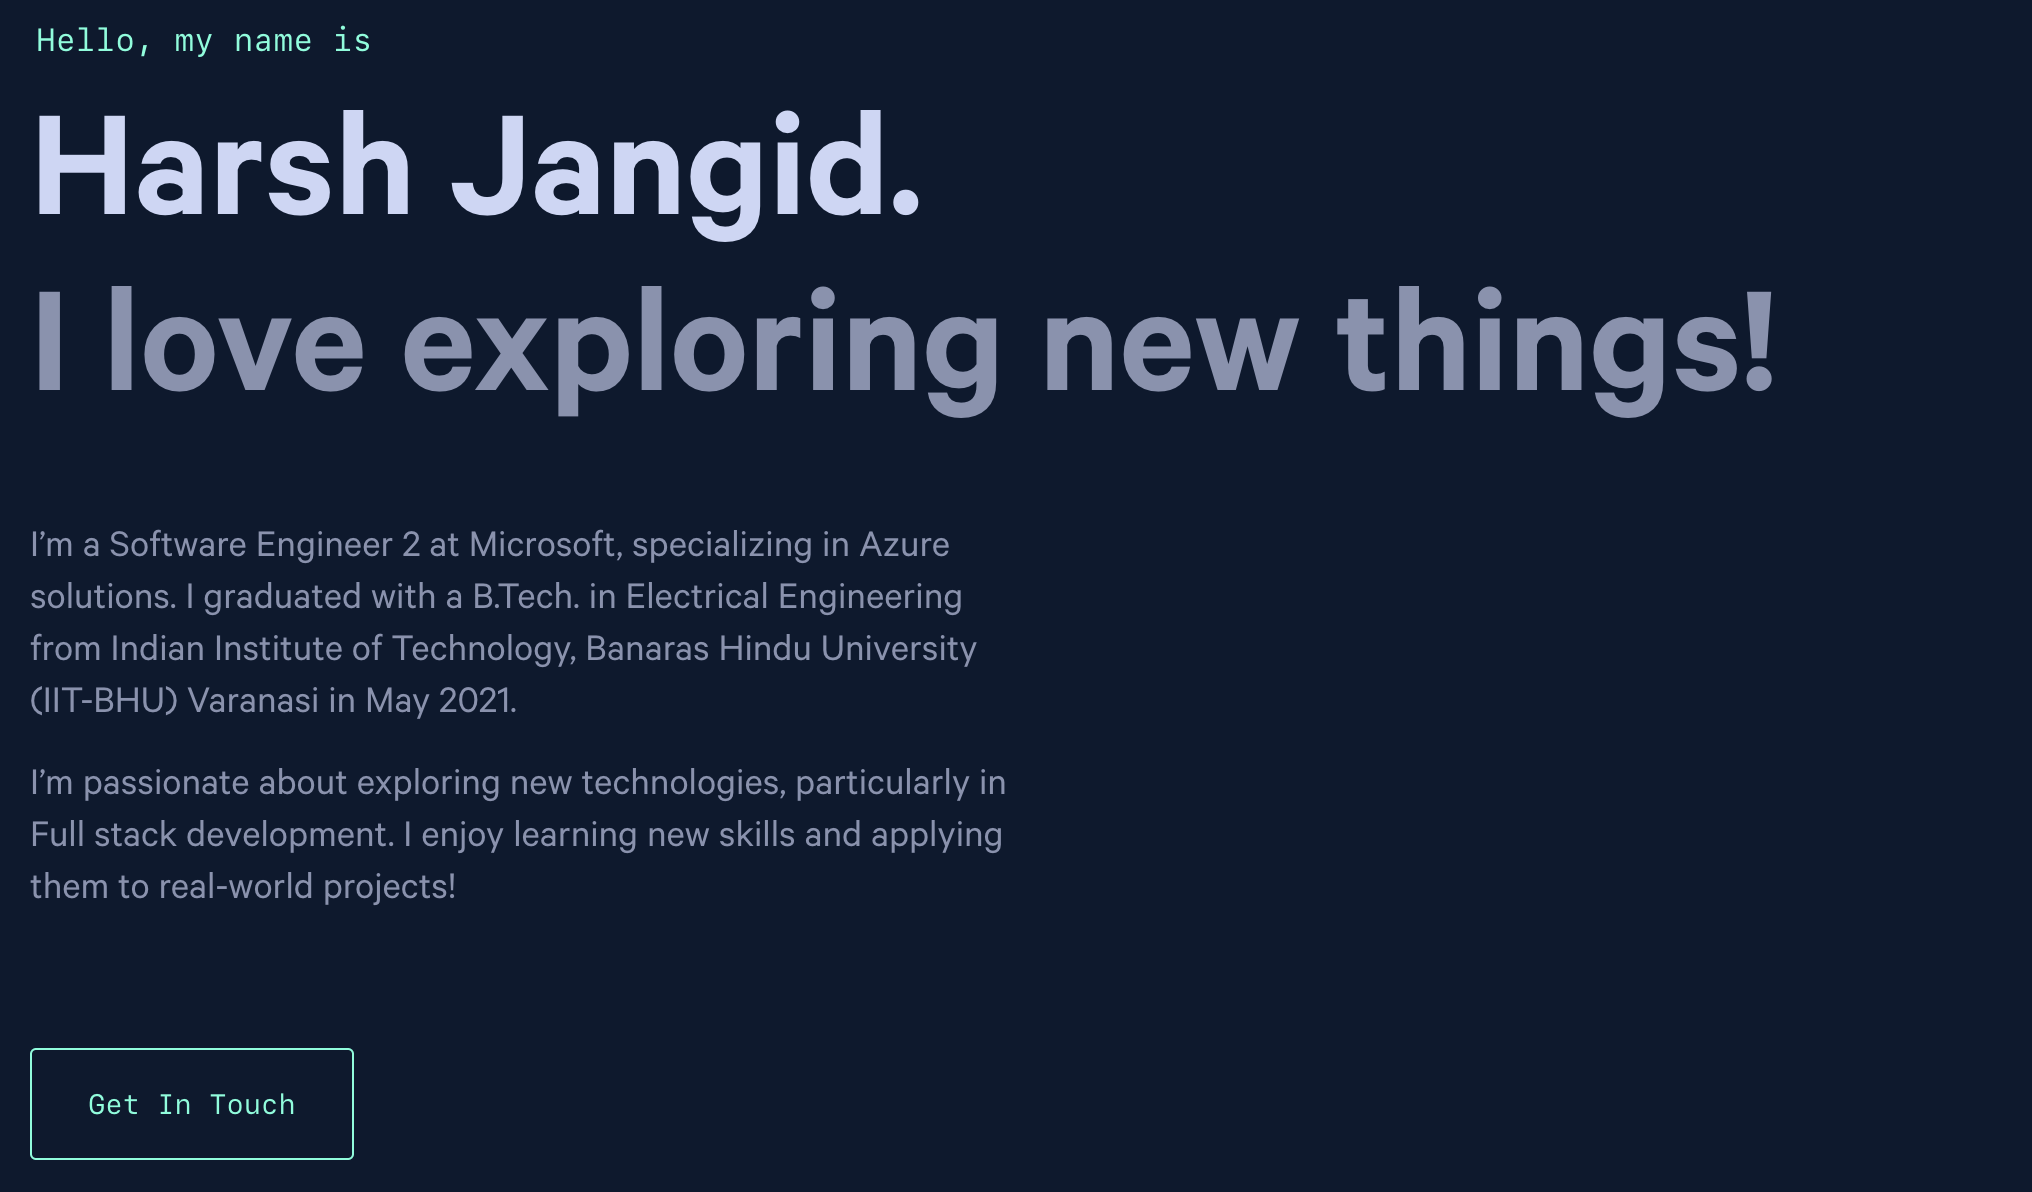 Hello, my name is
Harsh Jangid.
I love exploring new things!
I’m a Software Engineer 2 at Microsoft, specializing in Azure
solutions. I graduated with a B.Tech. in Electrical Engineering
from Indian Institute of Technology, Banaras Hindu University
(IIT-BHU) Varanasi in May 2021.
I’m passionate about exploring new technologies, particularly in
Full stack development. I enjoy learning new skills and applying
them to real-world projects!
Get In Touch